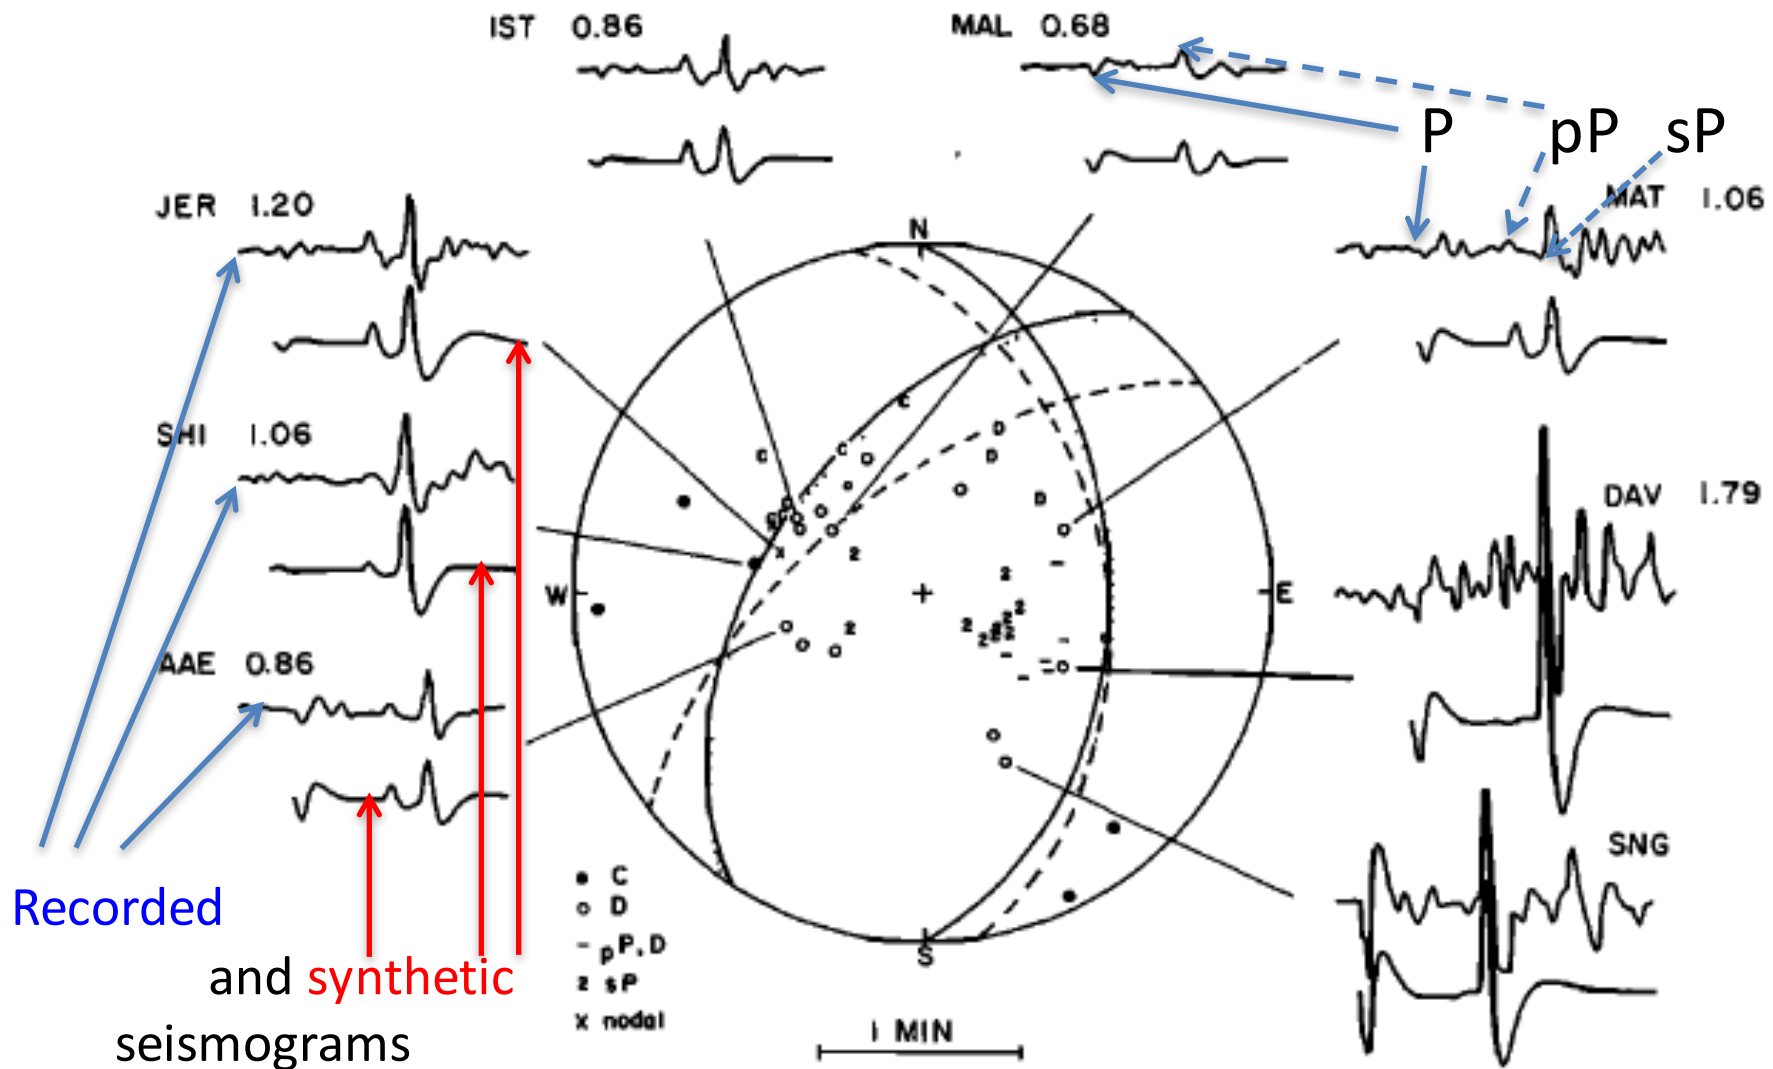 IST 0.86
MAL 0.68
P pP sP
JER 1.20
MAT 1.06
N
SHI 1.06
DAV 1.79
W
E
AAE 0.86
SNG
S
Recorded
and synthetic
seismograms
● C
○ D
- pP, D
2 sP
x nodal
1 MIN